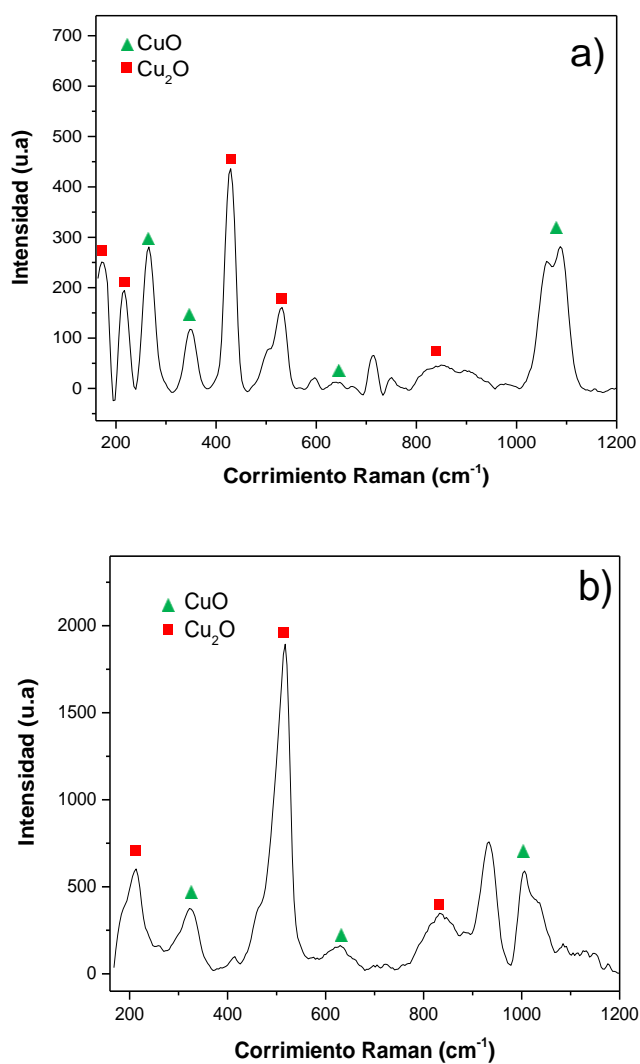 700
CuO
a)
Cu₂O
600
500
400
300
200
100
0
Intensidad (u.a)
200 400 600 800 1000 1200
Corrimiento Raman (cm⁻¹)
b)
CuO
2000
Cu₂O
1500
1000
500
0
Intensidad (u.a)
200 400 600 800 1000 1200
Corrimiento Raman (cm⁻¹)